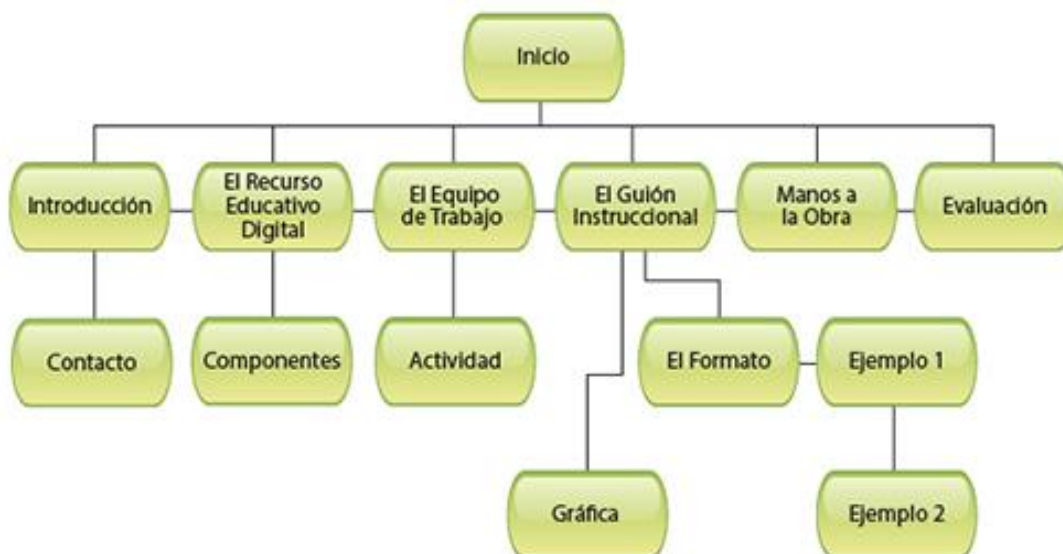 Inicio
Introducción
El Recurso
Educativo
Digital
El Equipo
de Trabajo
El Guión
Instruccional
Manos a
la Obra
Evaluación
Contacto
Componentes
Actividad
El Formato
Ejemplo 1
Gráfica
Ejemplo 2